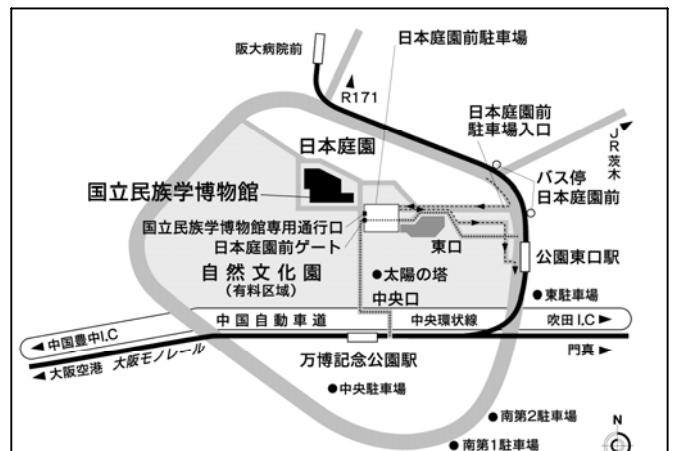 日本庭園前駐車場
阪大病院前
R171
日本庭園前
駐車場入口
JR茨木
日本庭園
バス停
日本庭園前
国立民族学博物館
国立民族学博物館専用通行口
日本庭園前ゲート
東口
公園東口駅
自然文化園
(有料区域)
●太陽の塔
中央口
●東駐車場
中国自動車道
中央環状線
吹田I.C
中国豊中I.C
大阪空港
大阪モノレール
万博記念公園駅
門真
●中央駐車場
●南第2駐車場
●南第1駐車場
N